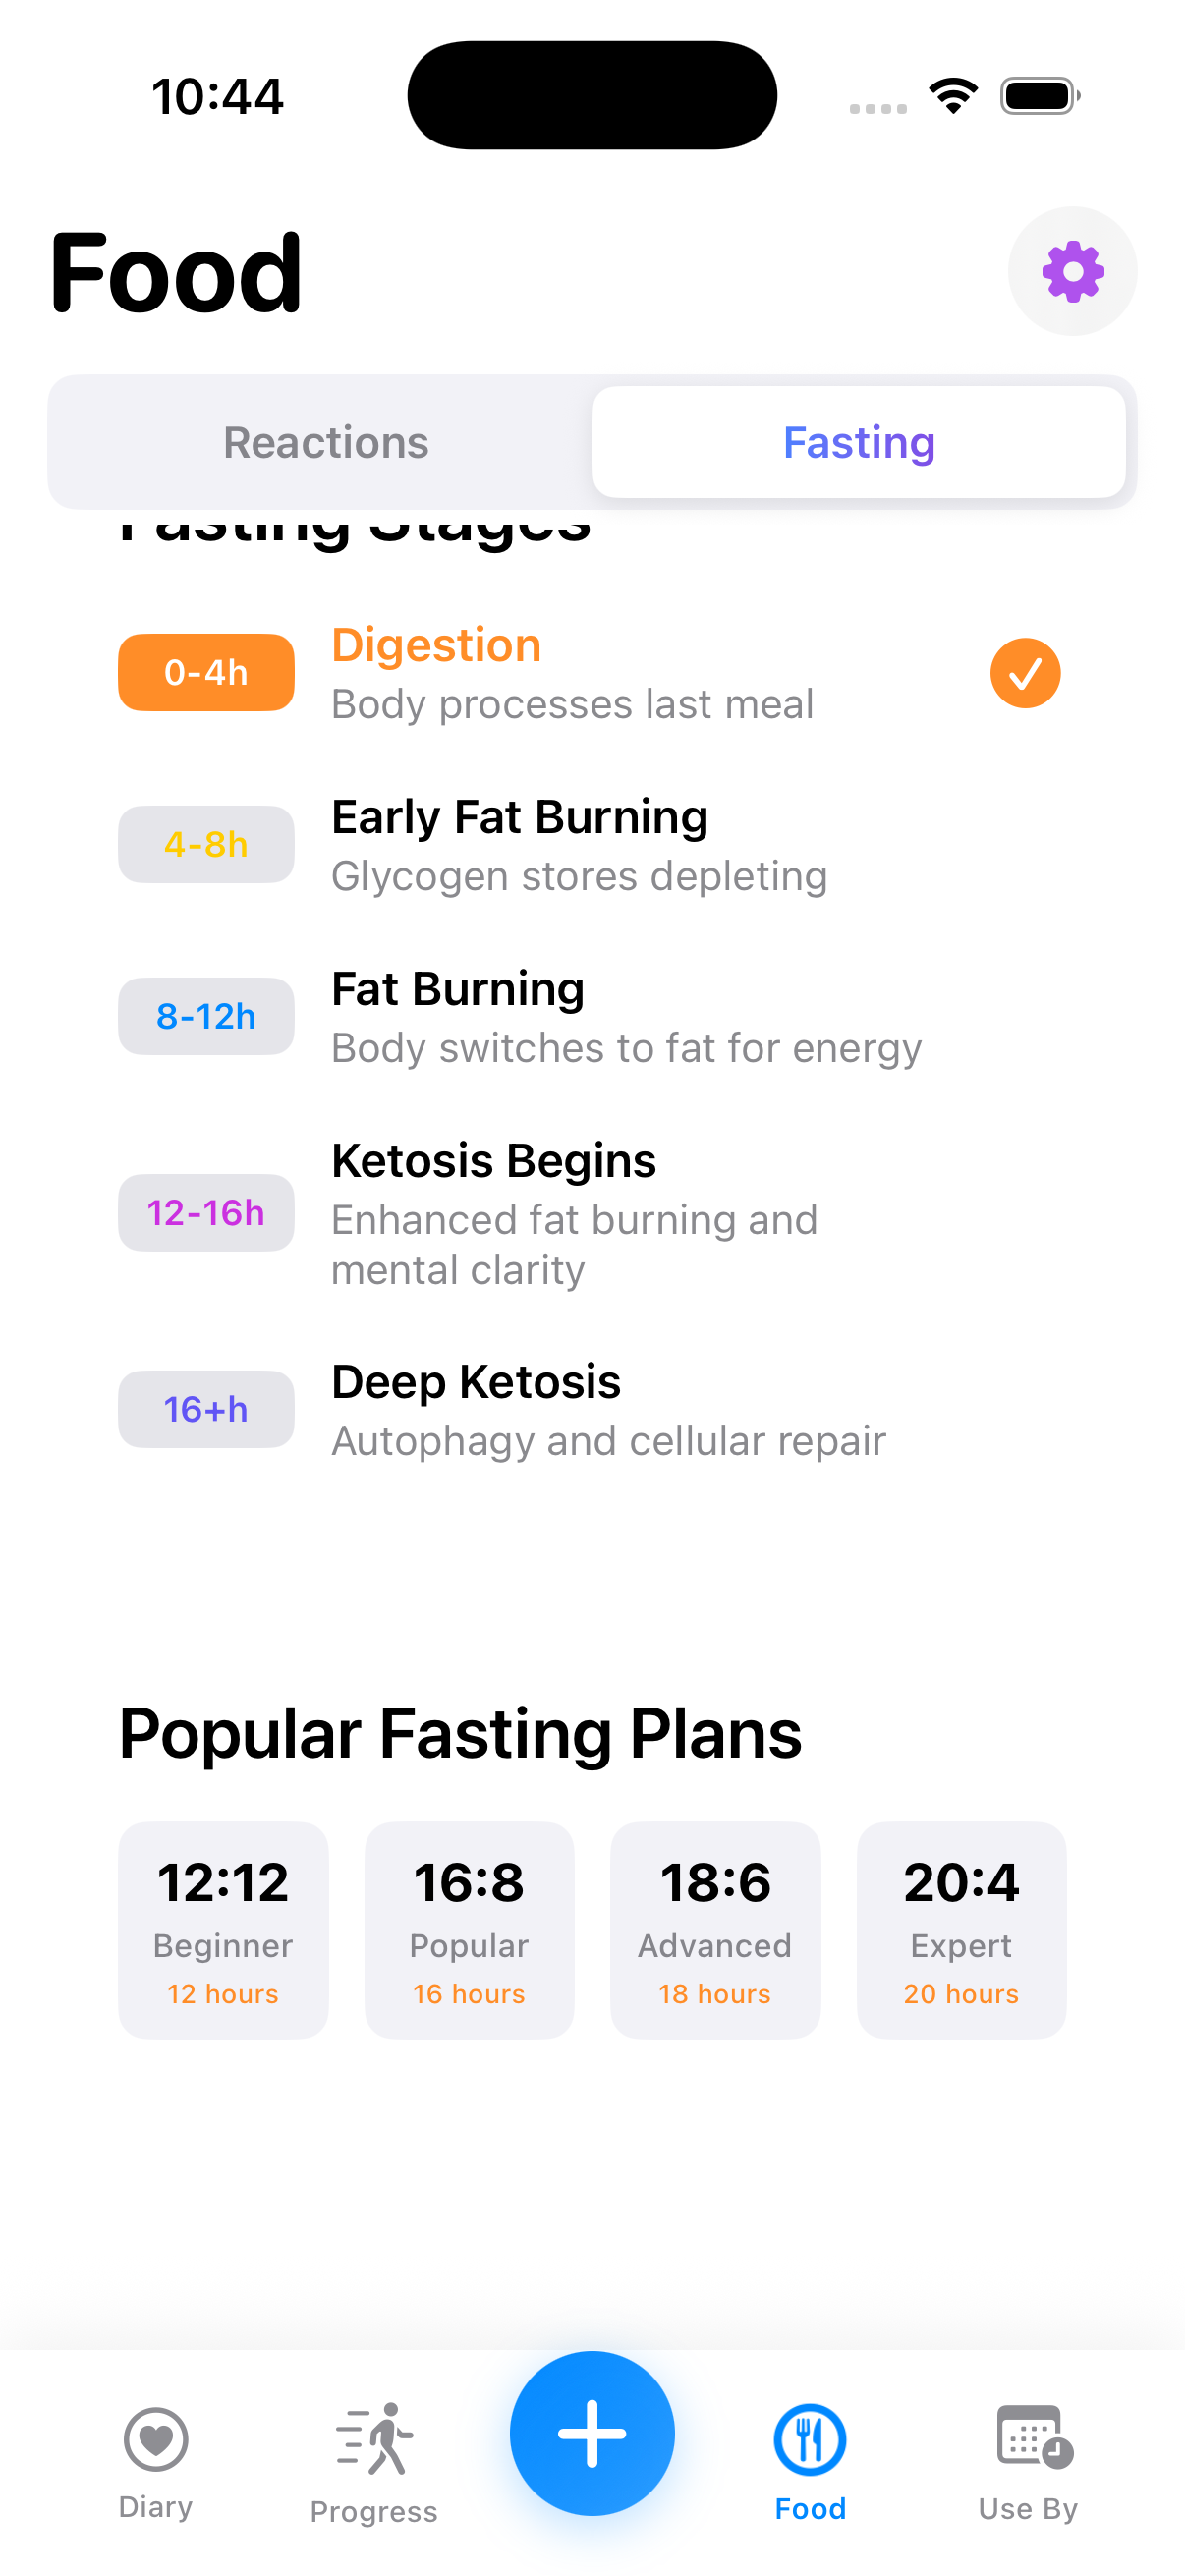 10:44
Food
Reactions
Fasting
Fasting Stages
0-4h
Digestion
Body processes last meal
4-8h
Early Fat Burning
Glycogen stores depleting
8-12h
Fat Burning
Body switches to fat for energy
12-16h
Ketosis Begins
Enhanced fat burning and
mental clarity
16+h
Deep Ketosis
Autophagy and cellular repair
Popular Fasting Plans
12:12
Beginner
12 hours
16:8
Popular
16 hours
18:6
Advanced
18 hours
20:4
Expert
20 hours
Diary
Progress
Food
Use By